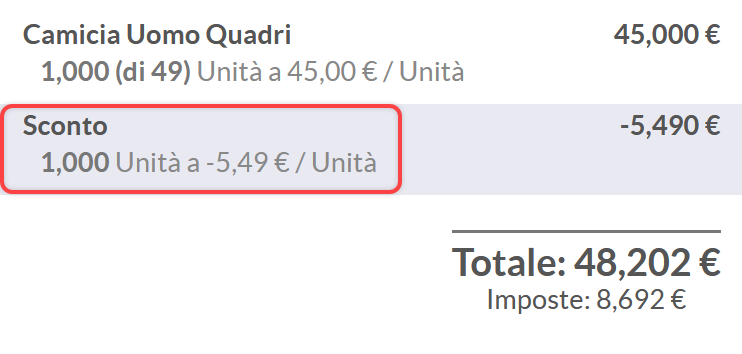 Camicia Uomo Quadri 45,000 €
1,000 (di 49) Unità a 45,00 € / Unità
Sconto -5,490 €
1,000 Unità a -5,49 € / Unità
Totale: 48,202 €
Imposte: 8,692 €